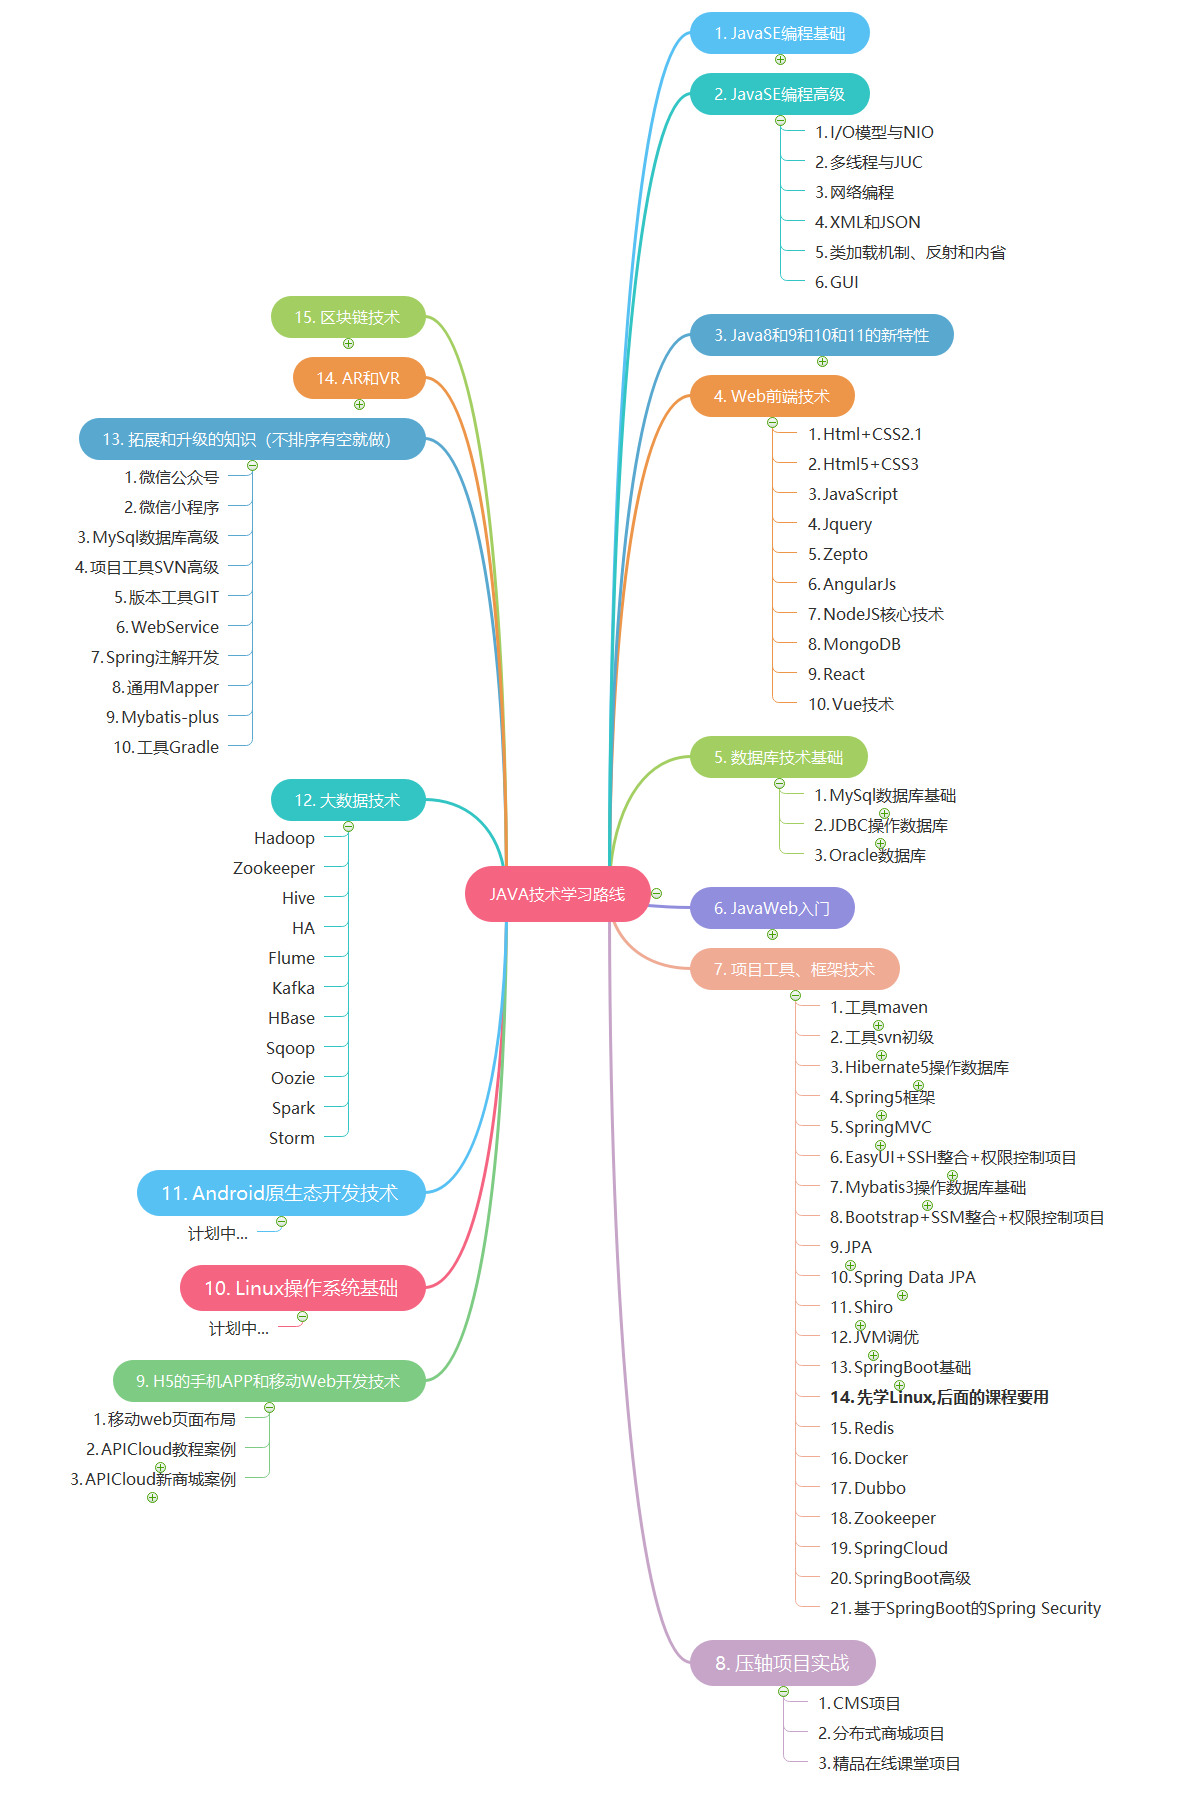 JAVA技术学习路线
1. JavaSE编程基础
2. JavaSE编程高级
1. I/O模型与NIO
2. 多线程与JUC
3. 网络编程
4. XML和JSON
5. 类加载机制、反射和内省
6. GUI
3. Java8和9和10和11的新特性
4. Web前端技术
1. Html+CSS2.1
2. Html5+CSS3
3. JavaScript
4. Jquery
5. Zepto
6. AngularJs
7. NodeJS核心技术
8. MongoDB
9. React
10. Vue技术
5. 数据库技术基础
1. MySql数据库基础
2. JDBC操作数据库
3. Oracle数据库
6. JavaWeb入门
7. 项目工具、框架技术
1. 工具maven
2. 工具svn初级
3. Hibernate5操作数据库
4. Spring5框架
5. SpringMVC
6. EasyUI+SSH整合+权限控制项目
7. Mybatis3操作数据库基础
8. Bootstrap+SSM整合+权限控制项目
9. JPA
10. Spring Data JPA
11. Shiro
12. JVM调优
13. SpringBoot基础
14. 先学Linux,后面的课程要用
15. Redis
16. Docker
17. Dubbo
18. Zookeeper
19. SpringCloud
20. SpringBoot高级
21. 基于SpringBoot的Spring Security
8. 压轴项目实战
1. CMS项目
2. 分布式商城项目
3. 精品在线课堂项目
15. 区块链技术
14. AR和VR
13. 拓展和升级的知识（不排序有空就做）
1. 微信公众号
2. 微信小程序
3. MySql数据库高级
4. 项目工具SVN高级
5. 版本工具GIT
6. WebService
7. Spring注解开发
8. 通用Mapper
9. Mybatis-plus
10. 工具Gradle
12. 大数据技术
Hadoop
Zookeeper
Hive
HA
Flume
Kafka
HBase
Sqoop
Oozie
Spark
Storm
11. Android原生态开发技术
计划中...
10. Linux操作系统基础
计划中...
9. H5的手机APP和移动Web开发技术
1. 移动web页面布局
2. APICloud教程案例
3. APICloud新商城案例